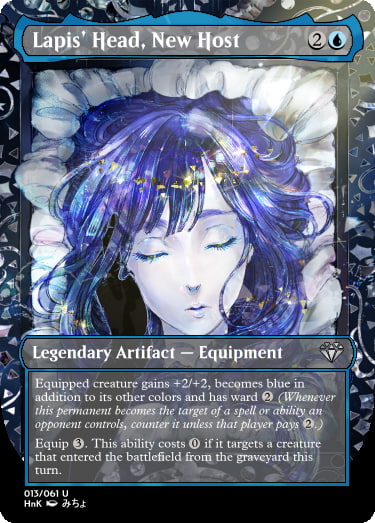 Lapis' Head, New Host 2
Legendary Artifact — Equipment
Equipped creature gains +2/+2, becomes blue in
addition to its other colors and has ward 2 (Whenever
this permanent becomes the target of a spell or ability an
opponent controls, counter it unless that player pays 2.)
Equip 3. This ability costs 0 if it targets a creature
that entered the battlefield from the graveyard this
turn.
013/061 U
HnK みちょ